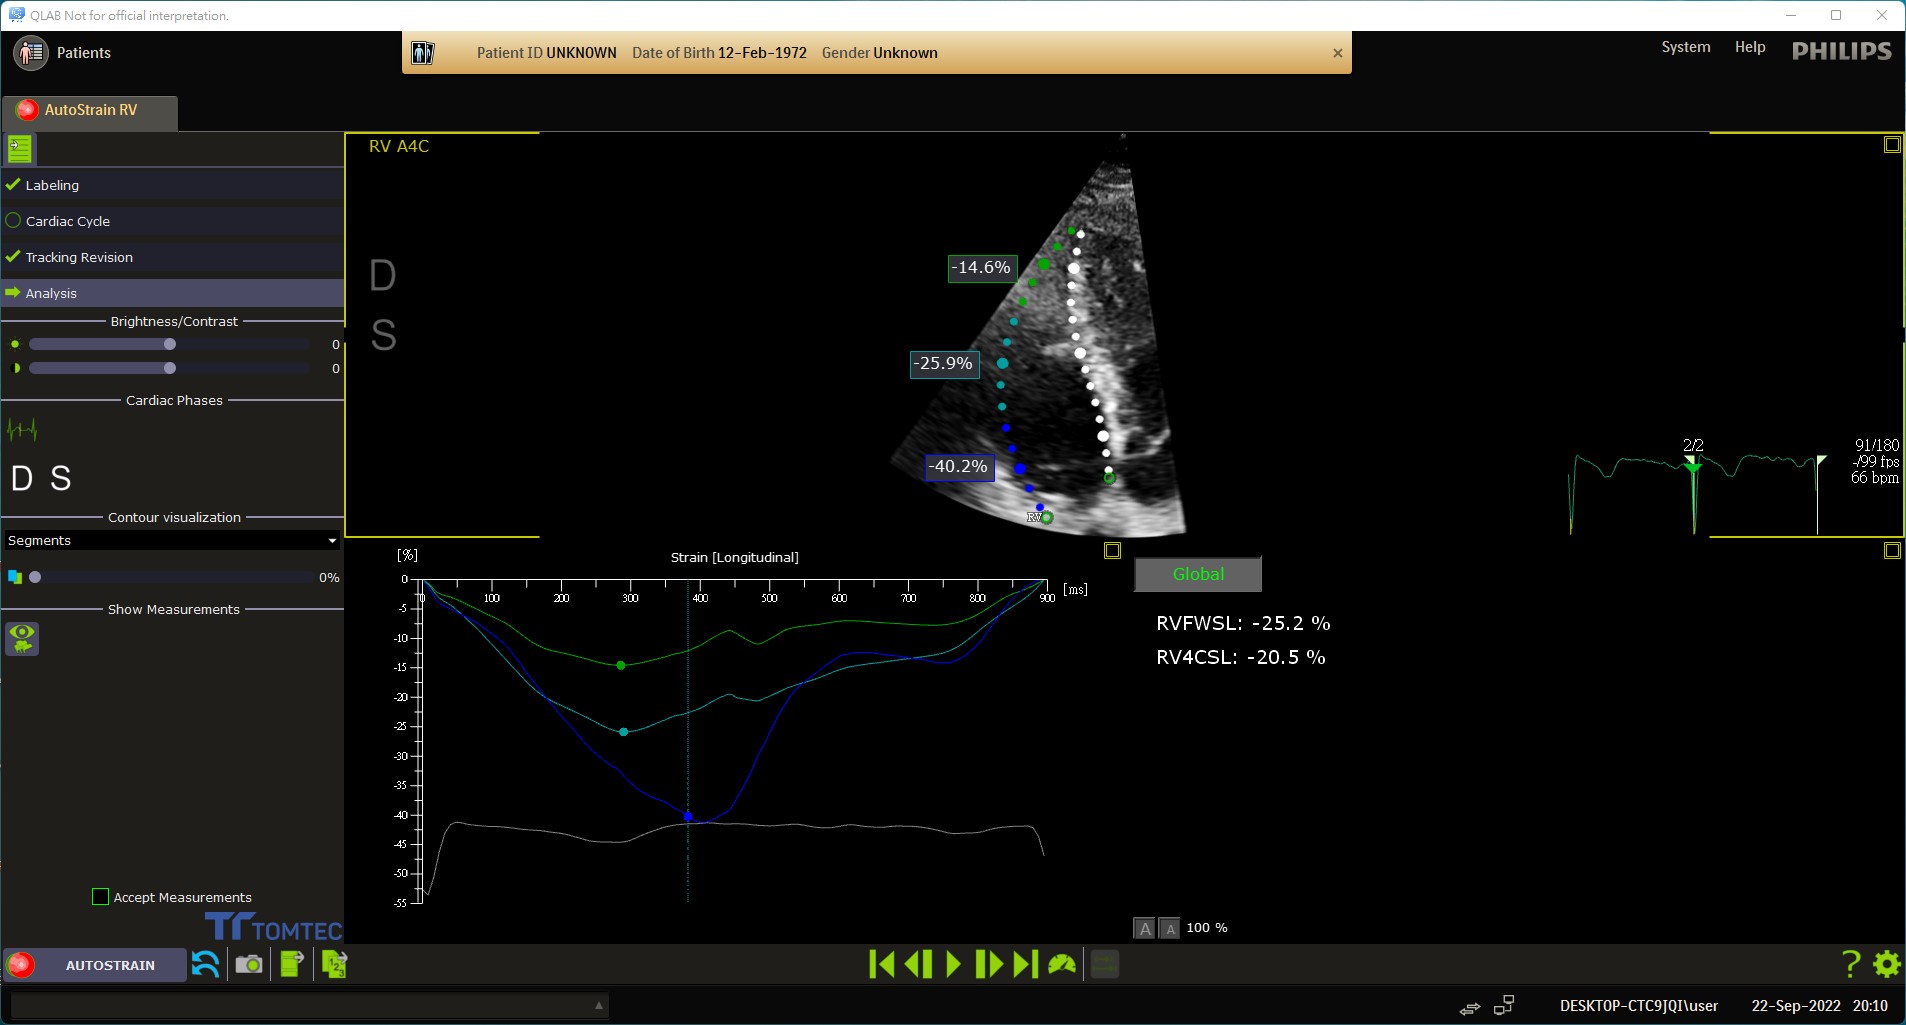 QLAB Not for official interpretation.
Patients
Patient ID UNKNOWN Date of Birth 12-Feb-1972 Gender Unknown
System Help PHILIPS
AutoStrain RV
Labeling
Cardiac Cycle
Tracking Revision
Analysis
Brightness/Contrast
0
0
Cardiac Phases
D S
Contour visualization
Segments
0%
Show Measurements
Accept Measurements
TOMTEC
RV A4C
D
S
-14.6%
-25.9%
-40.2%
RV
2/2
91/180
-/99 fps
66 bpm
[%] Strain [Longitudinal]
0 100 200 300 400 500 600 700 800 900 [ms]
0
-5
-10
-15
-20
-25
-30
-35
-40
-45
-50
-55
Global
RVFWSL: -25.2 %
RV4CSL: -20.5 %
A A 100 %
AUTOSTRAIN
1 2 3
?
DESKTOP-CTC9JQI\user 22-Sep-2022 20:10